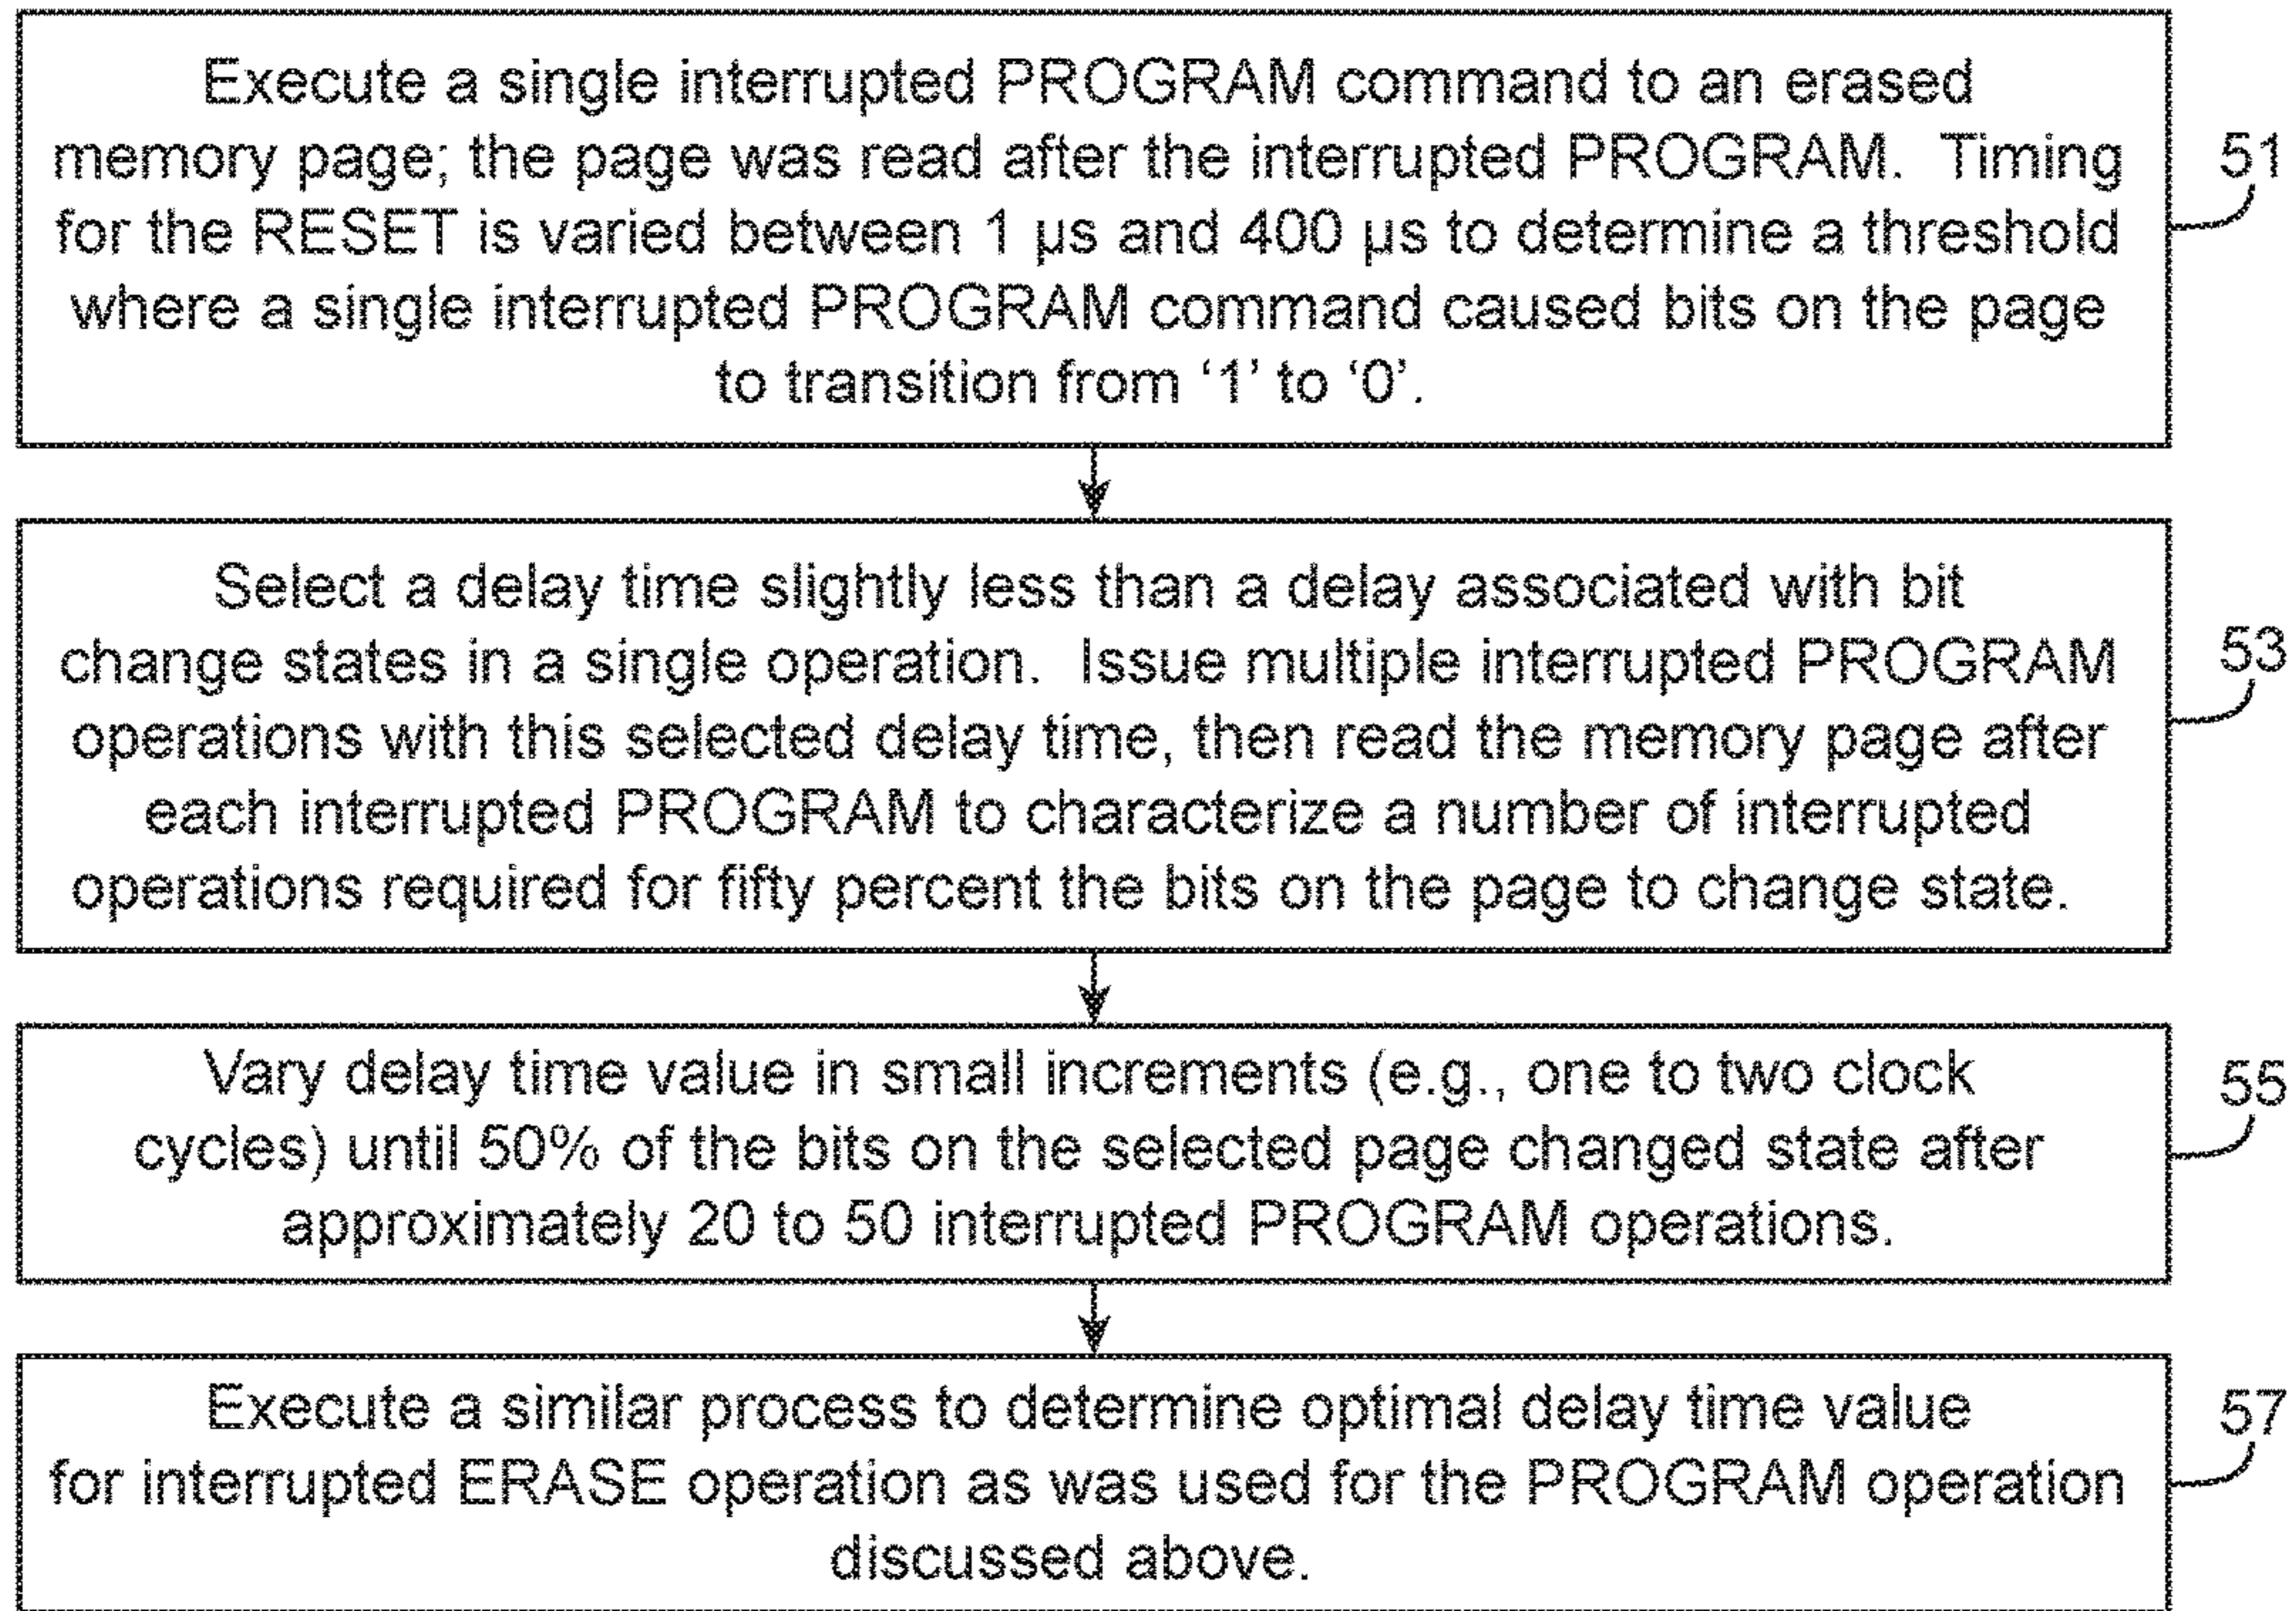 Execute a single interrupted PROGRAM command to an erased
memory page; the page was read after the interrupted PROGRAM. Timing
for the RESET is varied between 1 µs and 400 µs to determine a threshold
where a single interrupted PROGRAM command caused bits on the page
to transition from ‘1’ to ‘0’.
51
Select a delay time slightly less than a delay associated with bit
change states in a single operation. Issue multiple interrupted PROGRAM
operations with this selected delay time, then read the memory page after
each interrupted PROGRAM to characterize a number of interrupted
operations required for fifty percent the bits on the page to change state.
53
Vary delay time value in small increments (e.g., one to two clock
cycles) until 50% of the bits on the selected page changed state after
approximately 20 to 50 interrupted PROGRAM operations.
55
Execute a similar process to determine optimal delay time value
for interrupted ERASE operation as was used for the PROGRAM operation
discussed above.
57